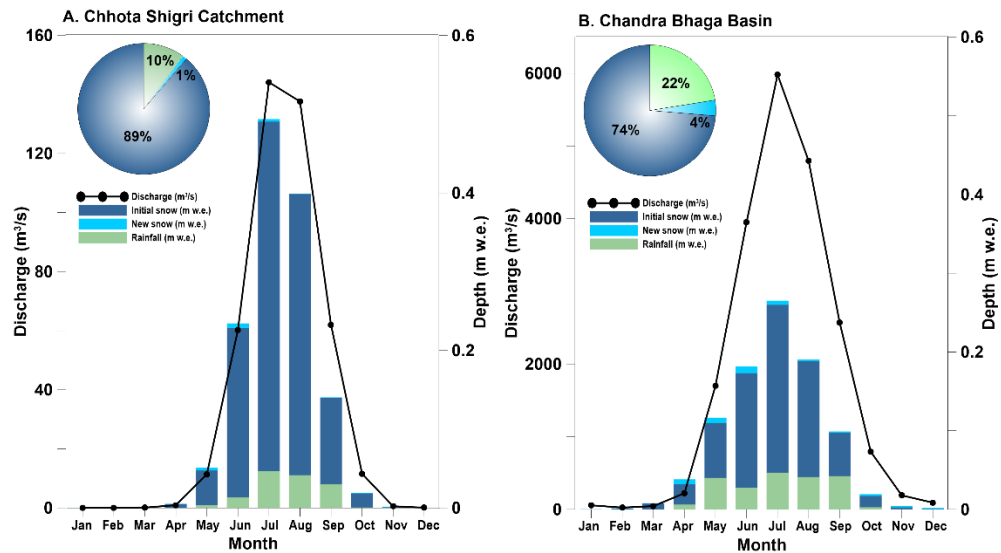 A. Chhota Shigri Catchment
160
120
80
40
0
Discharge (m³/s)
0.6
0.4
0.2
0
Depth (m w.e.)
10%
1%
89%
Discharge (m³/s)
Initial snow (m w.e.)
New snow (m w.e.)
Rainfall (m w.e.)
Jan Feb Mar Apr May Jun Jul Aug Sep Oct Nov Dec
Month
B. Chandra Bhaga Basin
6000
4000
2000
0
Discharge (m³/s)
0.6
0.4
0.2
0
Depth (m w.e.)
22%
4%
74%
Discharge (m³/s)
Initial snow (m w.e.)
New snow (m w.e.)
Rainfall (m w.e.)
Jan Feb Mar Apr May Jun Jul Aug Sep Oct Nov Dec
Month